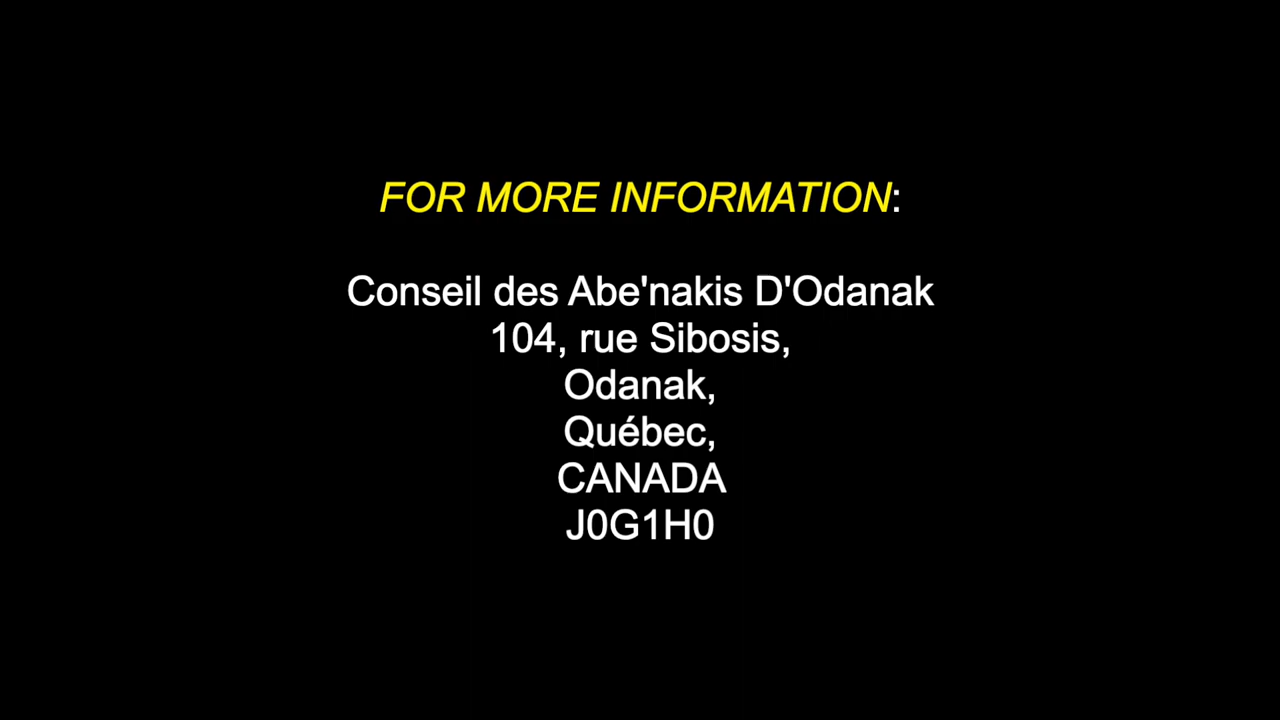 FOR MORE INFORMATION:
Conseil des Abe'nakis D'Odanak
104, rue Sibosis,
Odanak,
Québec,
CANADA
J0G1H0